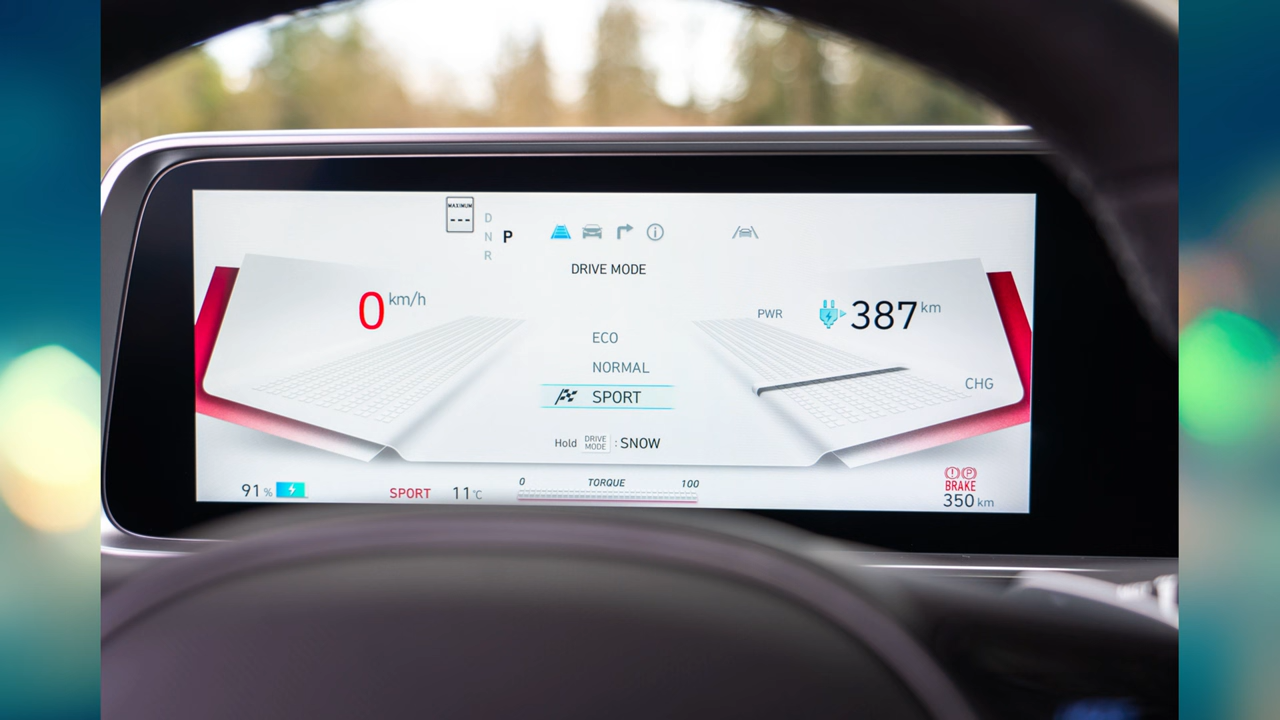 MAXIMUM
---
D
N P
R
DRIVE MODE
0 km/h
PWR
387 km
ECO
NORMAL
CHG
SPORT
Hold DRIVE MODE : SNOW
91 %
SPORT
11°C
0 TORQUE 100
BRAKE
350 km